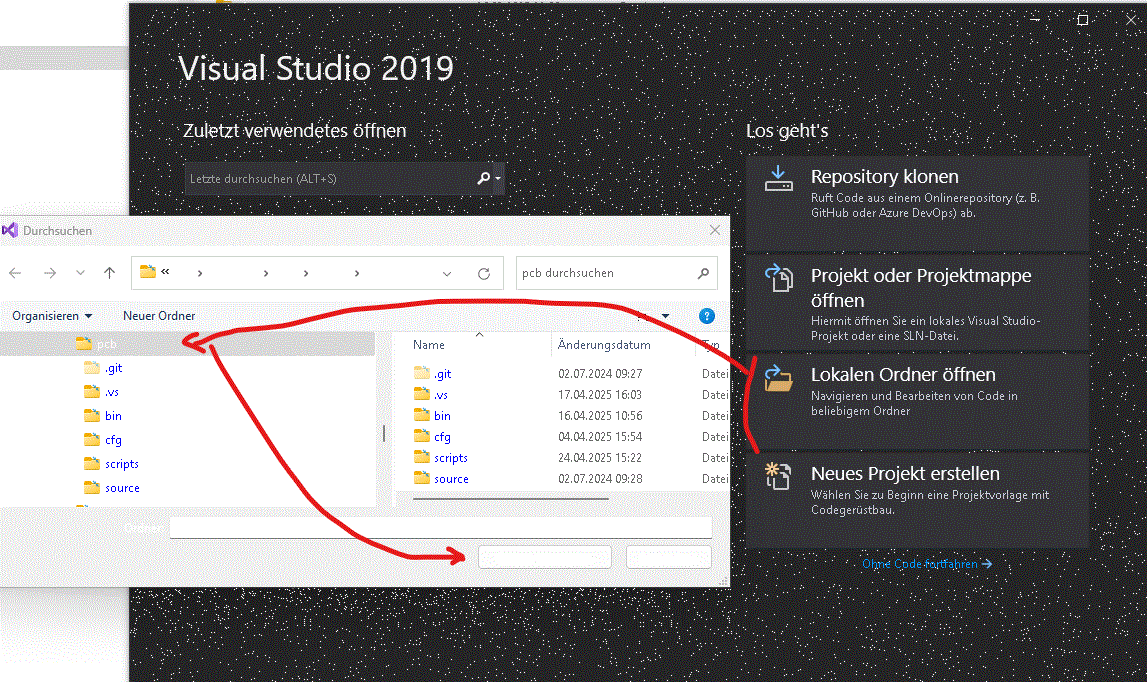 Visual Studio 2019
Zuletzt verwendetes öffnen
Letzte durchsuchen (ALT+S)
Los geht's
Repository klonen
Ruft Code aus einem Onlinerepository (z. B.
GitHub oder Azure DevOps) ab.
Projekt oder Projektmappe
öffnen
Hiermit öffnen Sie ein lokales Visual Studio-
Projekt oder eine SLN-Datei.
Lokalen Ordner öffnen
Navigieren und Bearbeiten von Code in
beliebigem Ordner
Neues Projekt erstellen
Wählen Sie zu Beginn eine Projektvorlage mit
Codegerüstbau.
Ohne Code fortfahren
Durchsuchen
pcb durchsuchen
Organisieren
Neuer Ordner
pcb
.git
.vs
bin
cfg
scripts
source
Name Änderungsdatum Typ
.git 02.07.2024 09:27 Datei
.vs 17.04.2025 16:03 Datei
bin 16.04.2025 10:56 Datei
cfg 04.04.2025 15:54 Datei
scripts 24.04.2025 15:22 Datei
source 02.07.2024 09:28 Datei